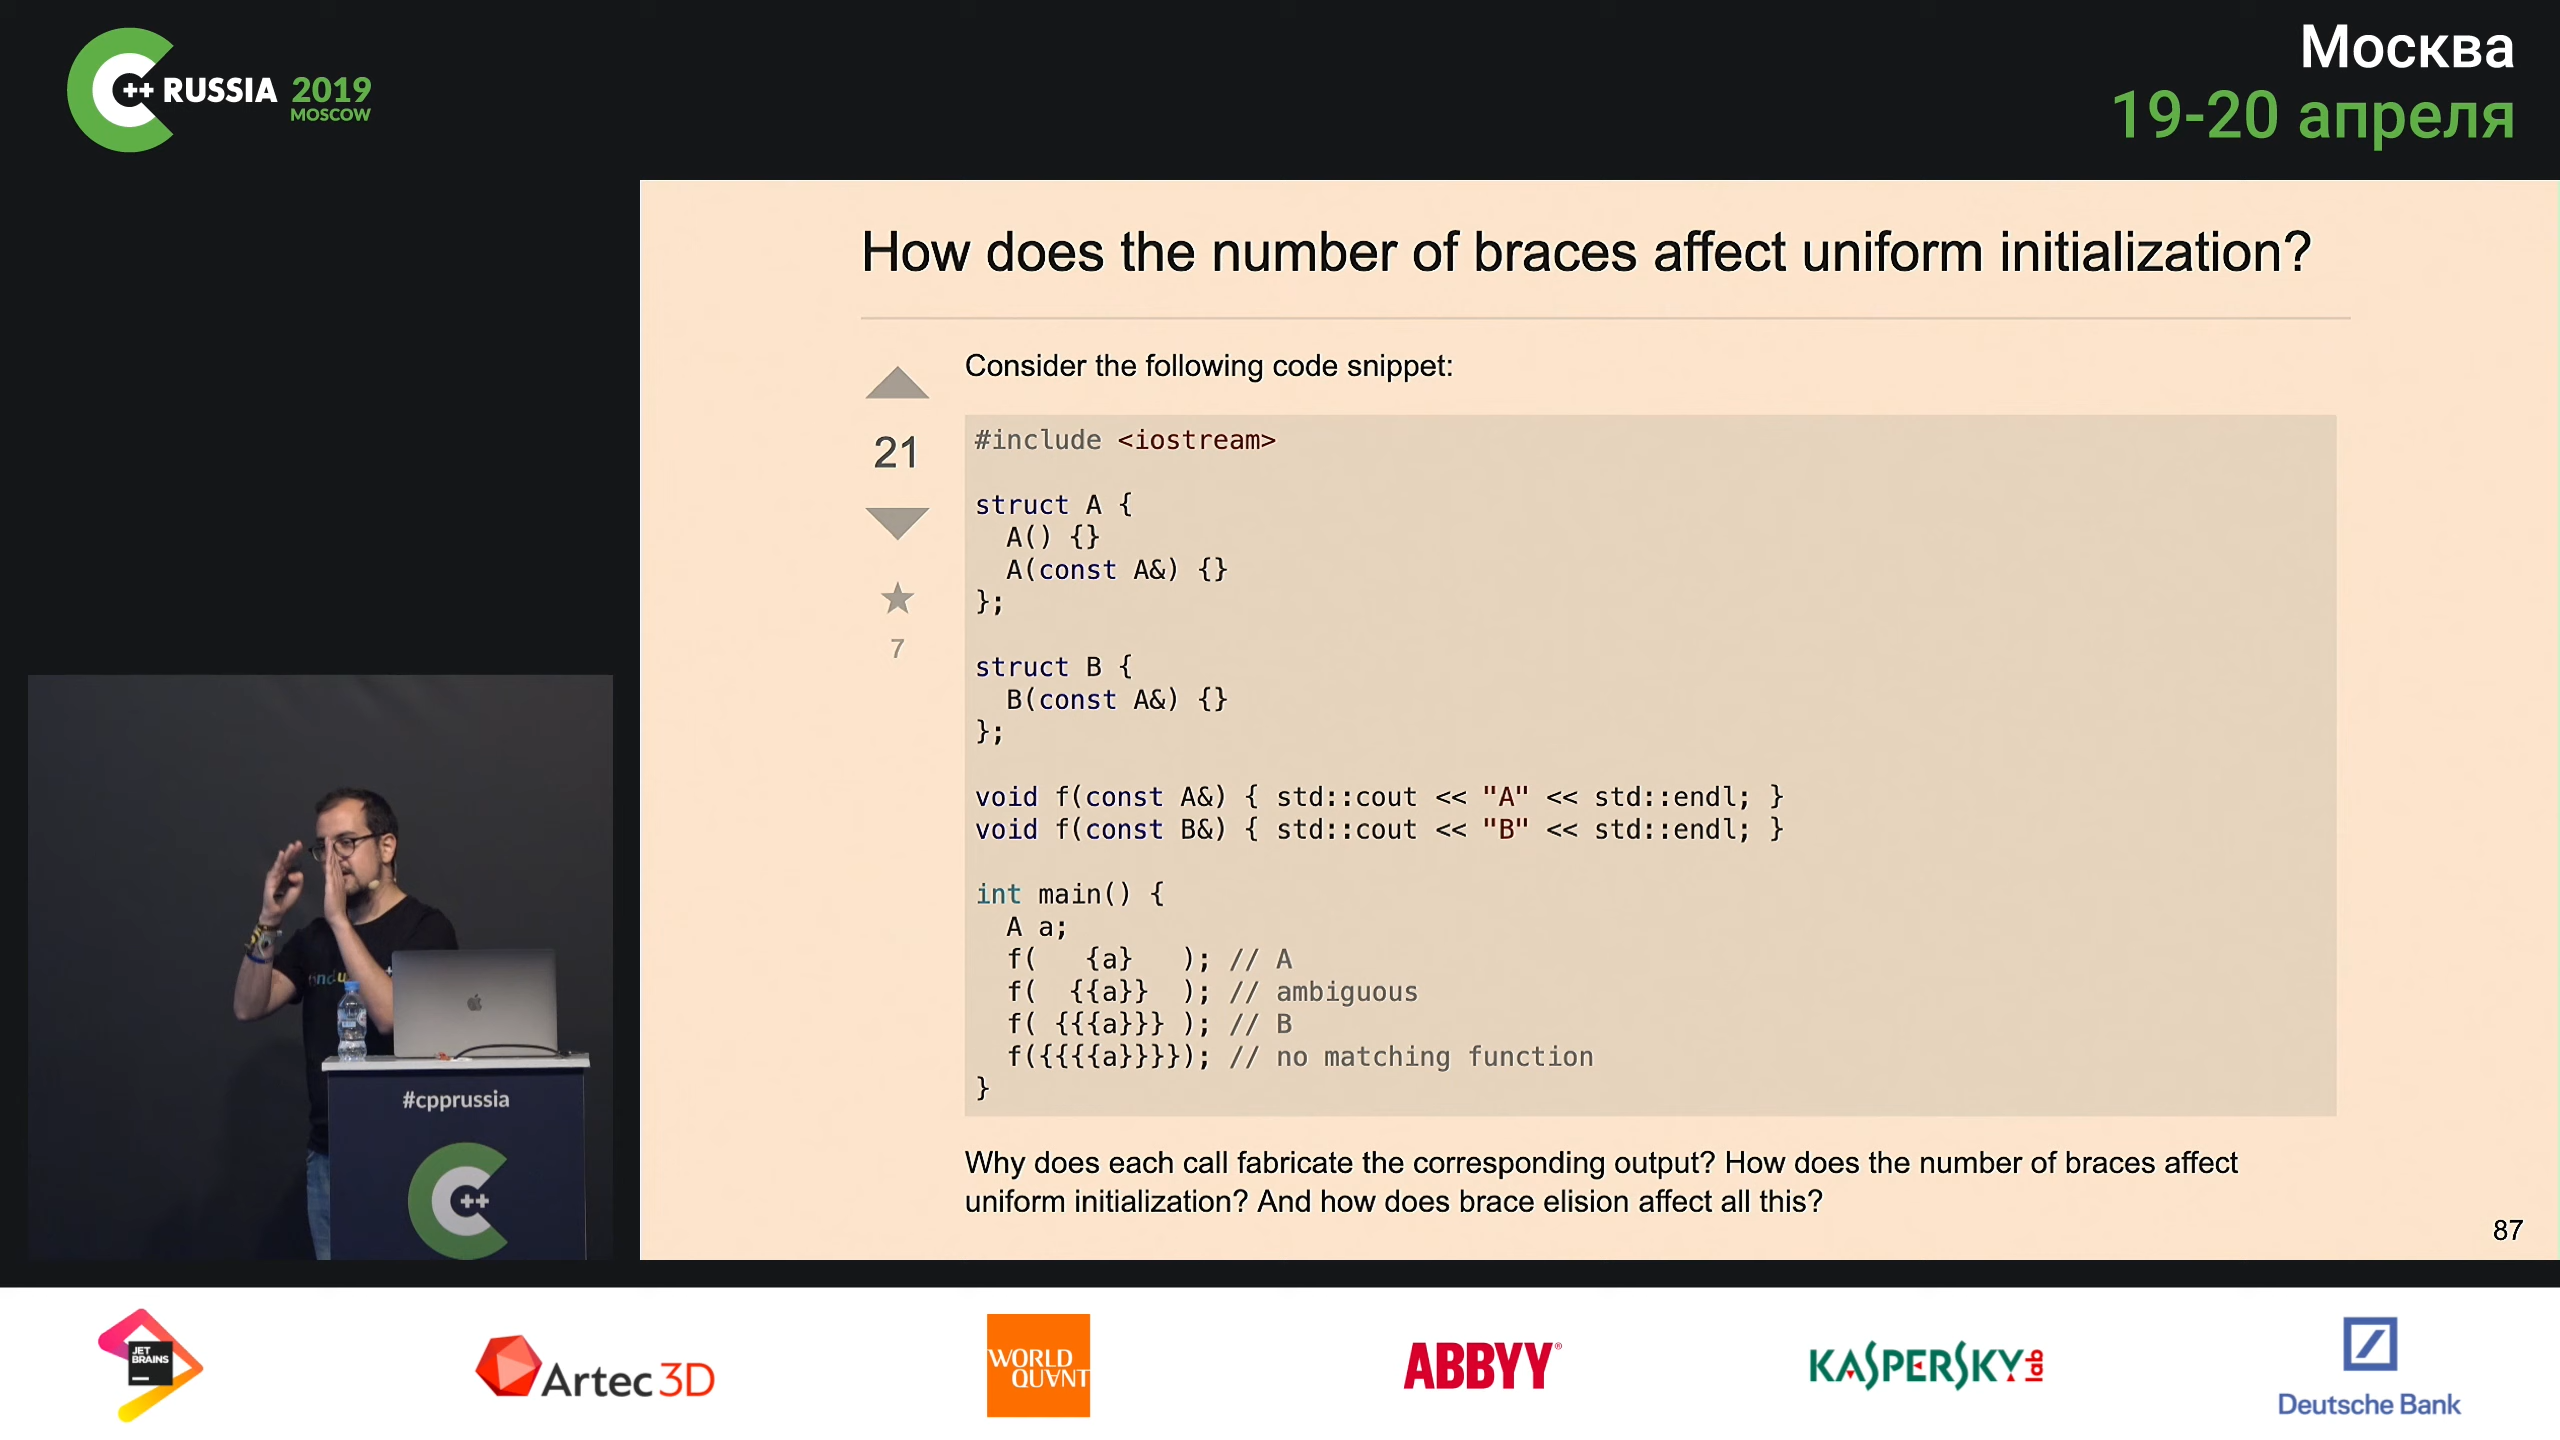 ++ RUSSIA 2019
MOSCOW
Москва
19-20 апреля
How does the number of braces affect uniform initialization?
Consider the following code snippet:
21
7
#include <iostream>
struct A {
  A() {}
  A(const A&) {}
};
struct B {
  B(const A&) {}
};
void f(const A&) { std::cout << "A" << std::endl; }
void f(const B&) { std::cout << "B" << std::endl; }
int main() {
  A a;
  f(   {a}   ); // A
  f(  {{a}}  ); // ambiguous
  f( {{{a}}} ); // B
  f({{{{a}}}}); // no matching function
}
Why does each call fabricate the corresponding output? How does the number of braces affect
uniform initialization? And how does brace elision affect all this?
87
#cpprussia
++
JET
BRAINS
Artec 3D
WORLD
QUANT
ABBYY®
KASPERSKY lab
Deutsche Bank